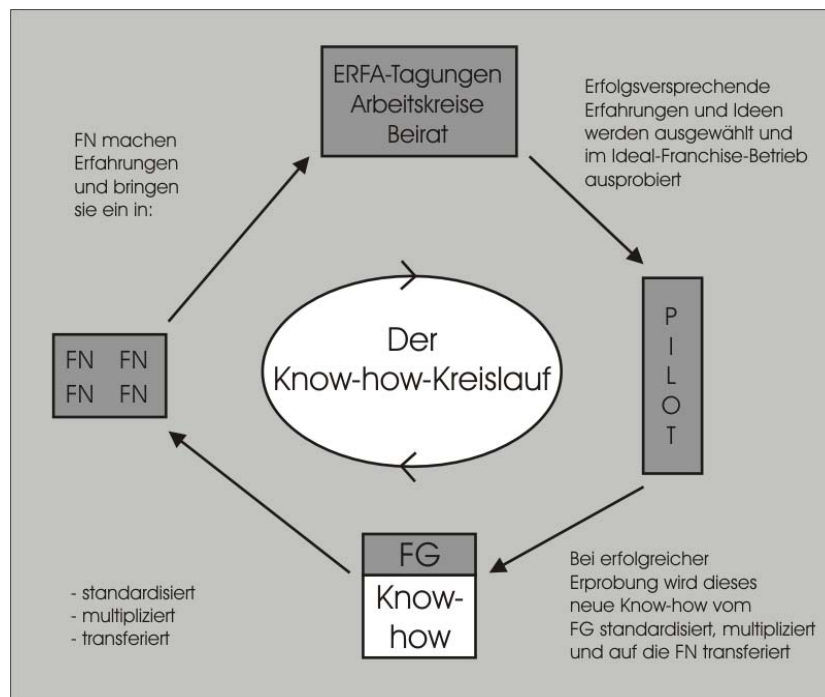 ERFA-Tagungen
Arbeitskreise
Beirat
Erfolgsversprechende
Erfahrungen und Ideen
werden ausgewählt und
im Ideal-Franchise-Betrieb
ausprobiert
FN machen
Erfahrungen
und bringen
sie ein in:
P
I
L
O
T
Der
Know-how-Kreislauf
FN FN
FN FN
FG
Know-
how
Bei erfolgreicher
Erprobung wird dieses
neue Know-how vom
FG standardisiert, multipliziert
und auf die FN transferiert
- standardisiert
- multipliziert
- transferiert